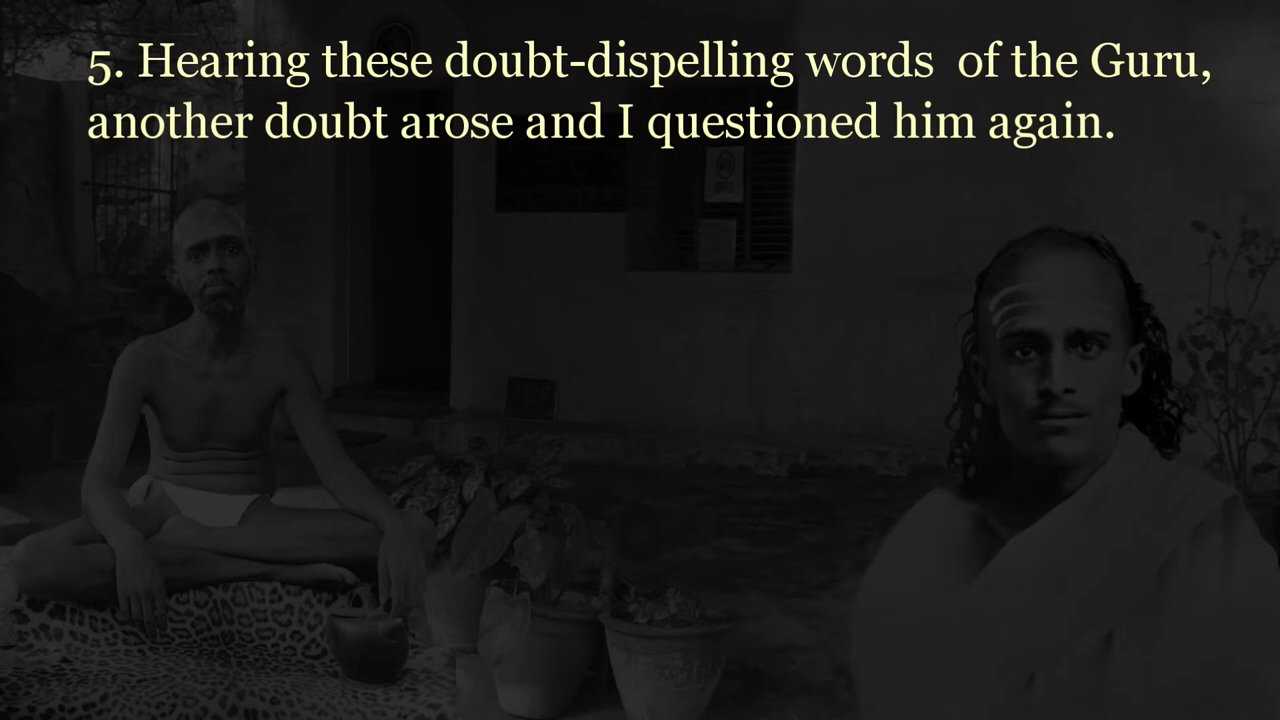 5. Hearing these doubt-dispelling words  of the Guru,
another doubt arose and I questioned him again.